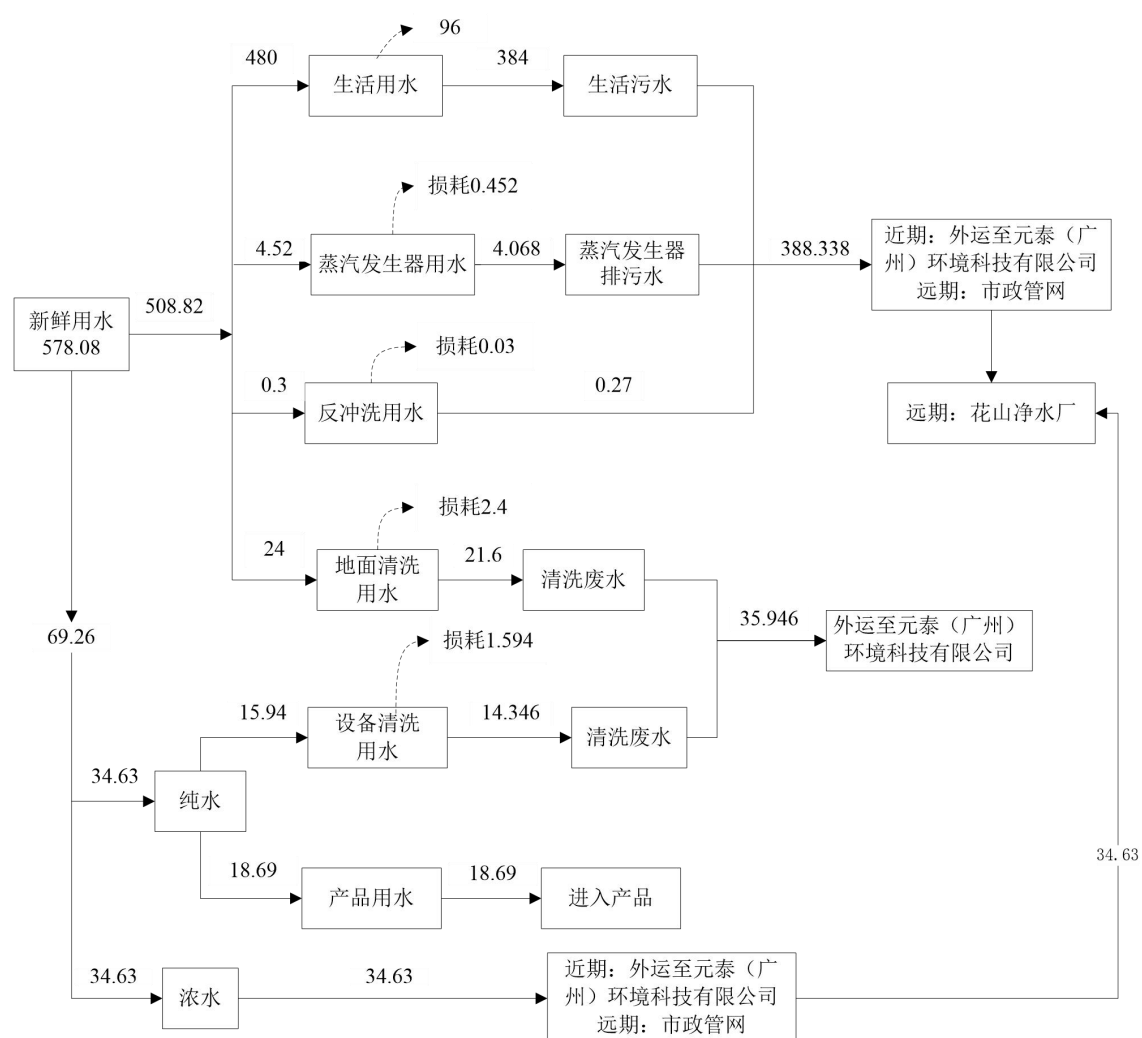 96
480
384
生活用水
生活污水
损耗0.452
4.52
蒸汽发生器用水
4.068
蒸汽发生器
排污水
388.338
近期：外运至元泰（广
州）环境科技有限公司
远期：市政管网
新鲜用水
578.08
508.82
损耗0.03
0.3
反冲洗用水
0.27
远期：花山净水厂
损耗2.4
24
地面清洗
用水
21.6
清洗废水
69.26
35.946
外运至元泰（广州）
环境科技有限公司
损耗1.594
15.94
设备清洗
用水
14.346
清洗废水
34.63
纯水
18.69
产品用水
18.69
进入产品
34.63
34.63
浓水
34.63
近期：外运至元泰（广
州）环境科技有限公司
远期：市政管网